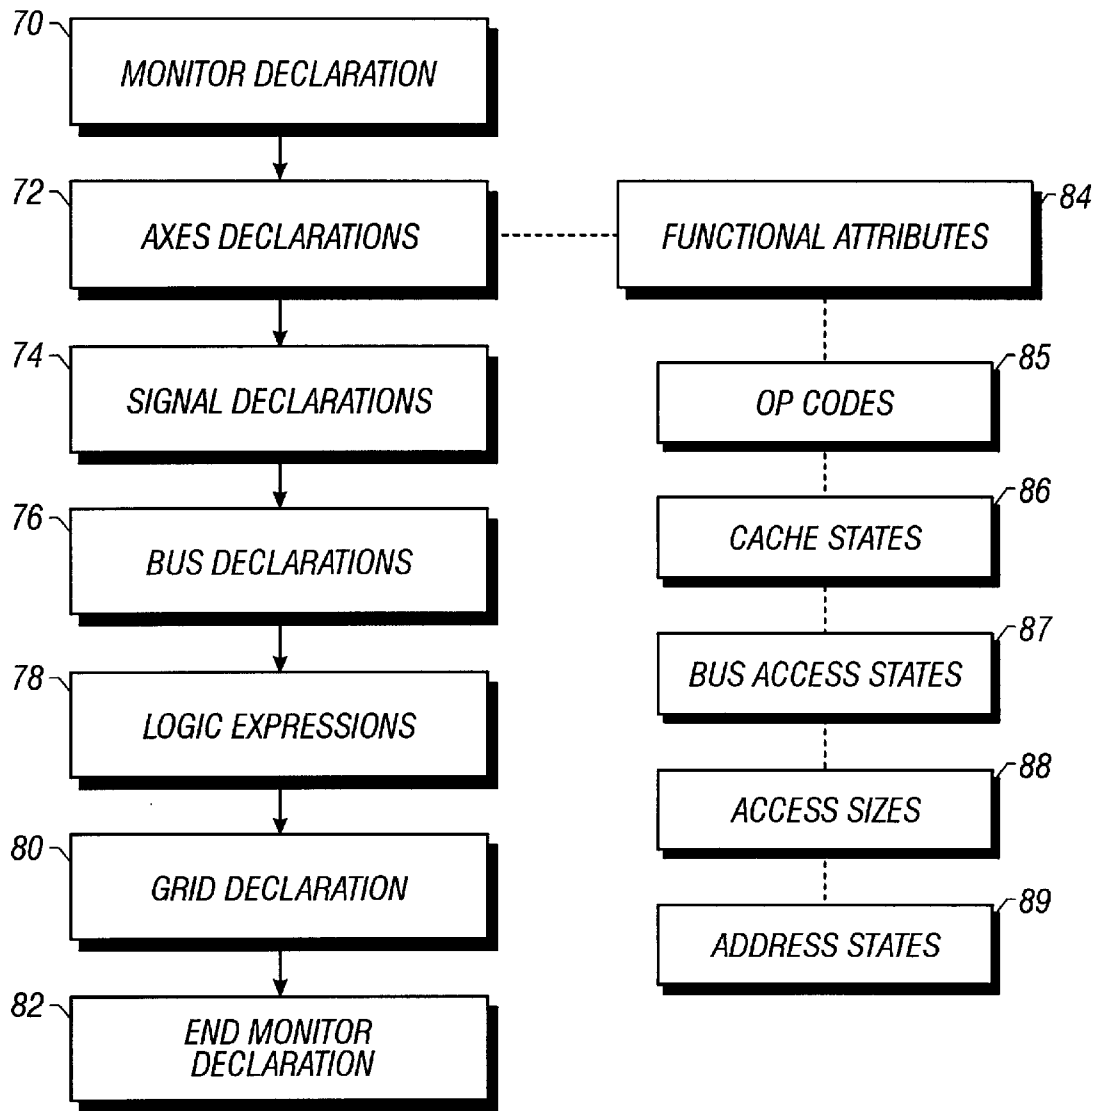 70
MONITOR DECLARATION
72
AXES DECLARATIONS
FUNCTIONAL ATTRIBUTES
84
74
SIGNAL DECLARATIONS
85
OP CODES
76
BUS DECLARATIONS
86
CACHE STATES
87
BUS ACCESS STATES
78
LOGIC EXPRESSIONS
88
ACCESS SIZES
80
GRID DECLARATION
89
ADDRESS STATES
82
END MONITOR
DECLARATION